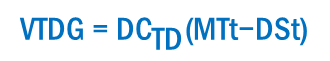 VTDG = DCTD(MTt–DSt)